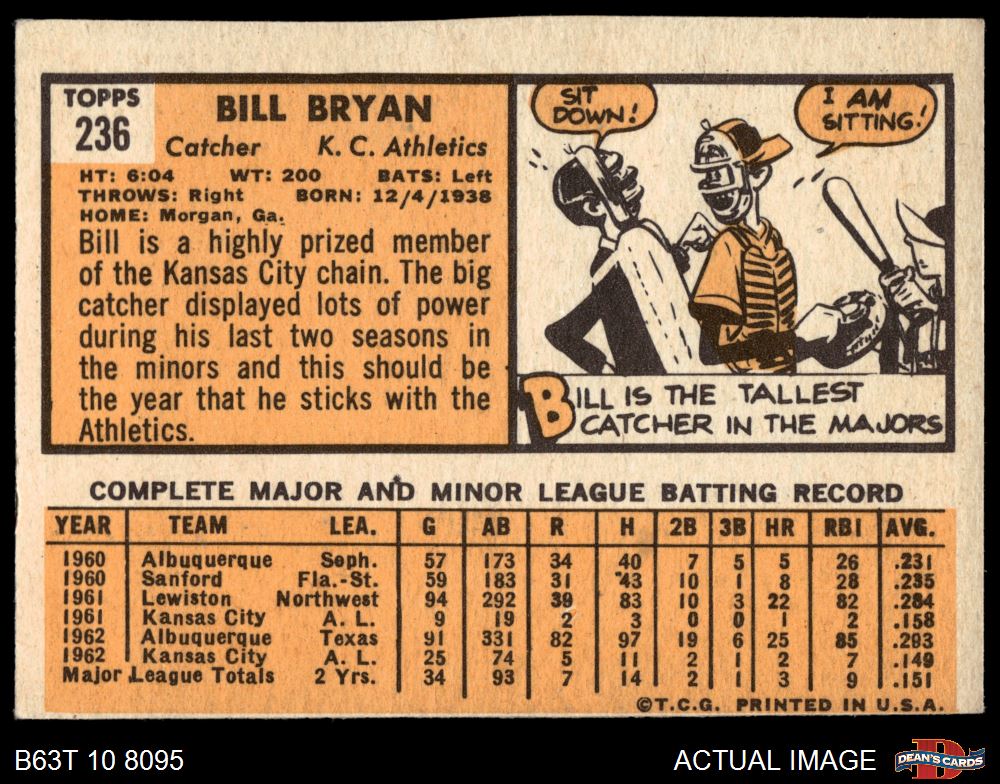 TOPPS
236
BILL BRYAN
Catcher K. C. Athletics
HT: 6:04 WT: 200 BATS: Left
THROWS: Right BORN: 12/4/1938
HOME: Morgan, Ga.
Bill is a highly prized member
of the Kansas City chain. The big
catcher displayed lots of power
during his last two seasons in
the minors and this should be
the year that he sticks with the
Athletics.
SIT
DOWN!
I AM
SITTING!
BILL IS THE TALLEST
CATCHER IN THE MAJORS
COMPLETE MAJOR AND MINOR LEAGUE BATTING RECORD
YEAR TEAM LEA. G AB R H 2B 3B HR RBI AVG.
1960 Albuquerque Soph. 57 173 34 40 7 5 5 26 .231
1960 Sanford Fla.-St. 59 183 31 43 10 1 8 28 .235
1961 Lewiston Northwest 94 292 39 83 10 3 22 82 .284
1961 Kansas City A. L. 9 19 2 3 0 0 1 2 .158
1962 Albuquerque Texas 91 331 82 97 19 6 25 85 .293
1962 Kansas City A. L. 25 74 5 11 2 1 2 7 .149
Major League Totals 2 Yrs. 34 93 7 14 2 1 3 9 .151
©T.C.G. PRINTED IN U.S.A.
B63T 10 8095 ACTUAL IMAGE
DEAN'S CARDS